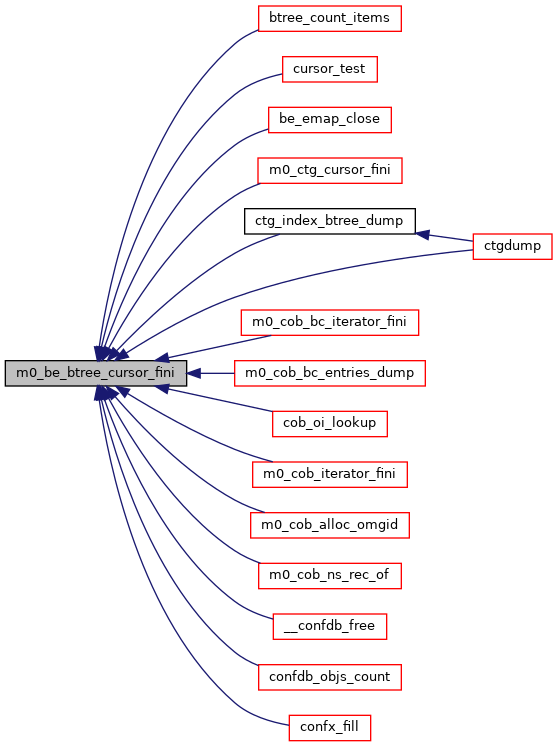 btree_count_items
cursor_test
be_emap_close
m0_ctg_cursor_fini
ctg_index_btree_dump
ctgdump
m0_cob_bc_iterator_fini
m0_be_btree_cursor_fini
m0_cob_bc_entries_dump
cob_oi_lookup
m0_cob_iterator_fini
m0_cob_alloc_omgid
m0_cob_ns_rec_of
__confdb_free
confdb_objs_count
confx_fill